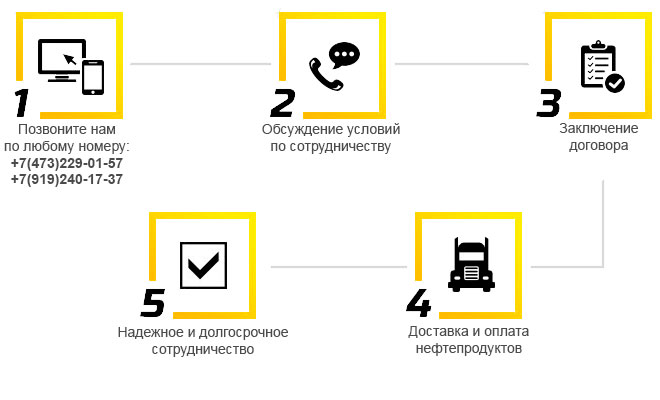 1
Позвоните нам
по любому номеру:
+7(473)229-01-57
+7(919)240-17-37
2
Обсуждение условий
по сотрудничеству
3
Заключение
договора
4
Доставка и оплата
нефтепродуктов
5
Надежное и долгосрочное
сотрудничество